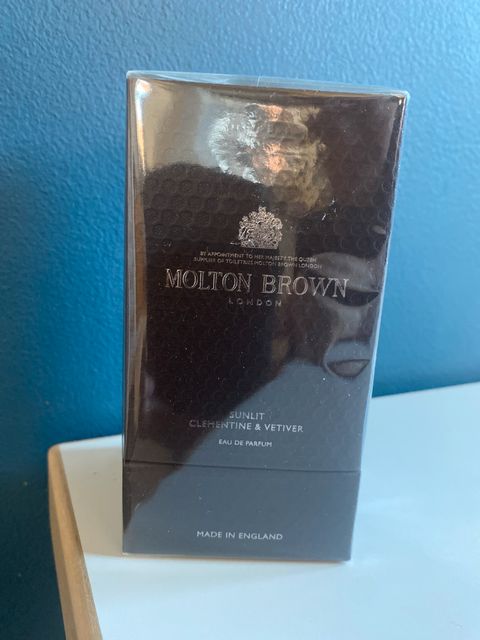 BY APPOINTMENT TO HER MAJESTY THE QUEEN
SUPPLIER OF TOILETRIES MOLTON BROWN LONDON
MOLTON BROWN
LONDON
SUNLIT
CLEMENTINE & VETIVER
EAU DE PARFUM
MADE IN ENGLAND